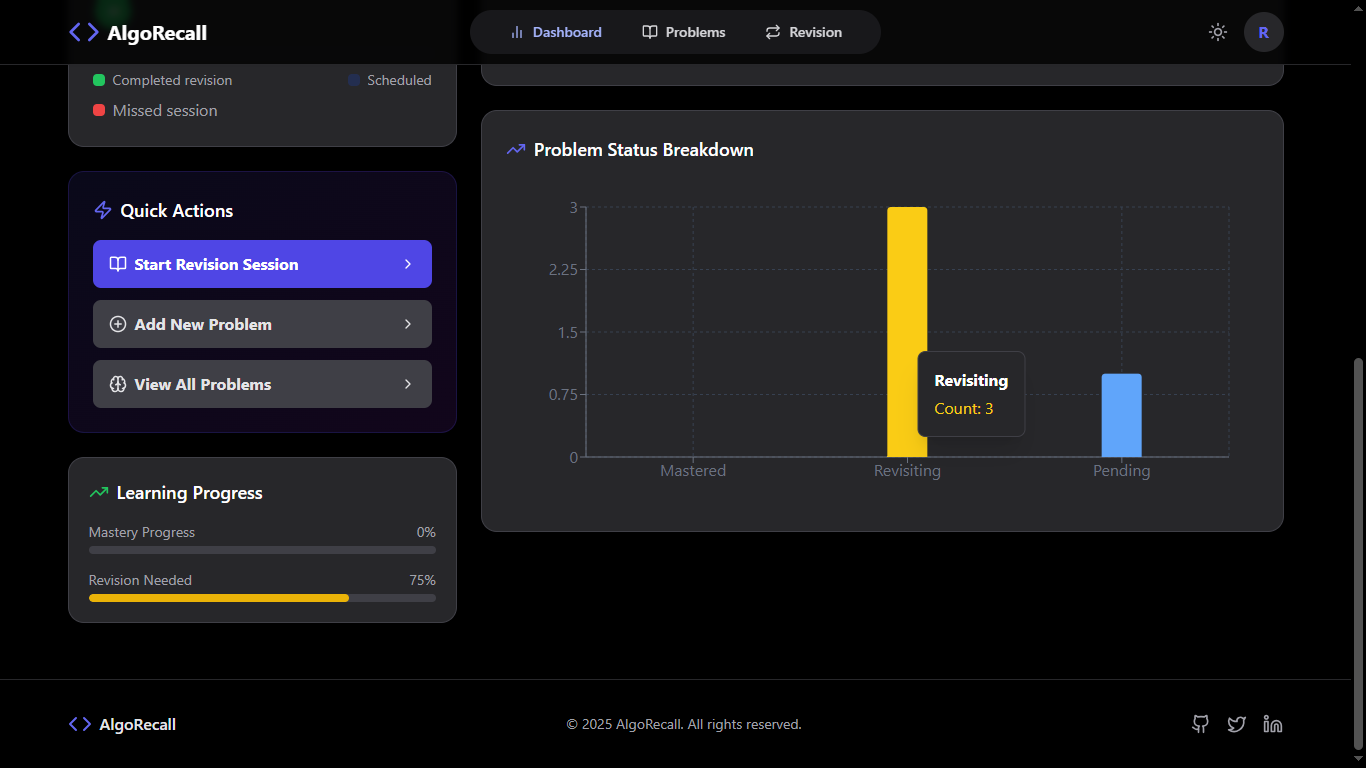 AlgoRecall
Dashboard
Problems
Revision
R
Completed revision
Scheduled
Missed session
Quick Actions
Start Revision Session
Add New Problem
View All Problems
Learning Progress
Mastery Progress 0%
Revision Needed 75%
Problem Status Breakdown
3
2.25
1.5
0.75
0
Revisiting
Count: 3
Mastered
Revisiting
Pending
AlgoRecall
© 2025 AlgoRecall. All rights reserved.